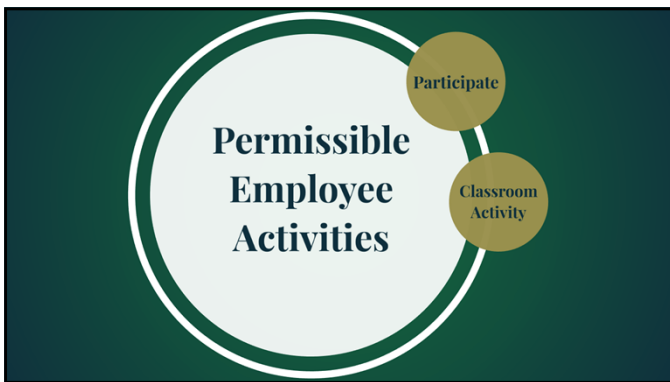 Permissible
Employee
Activities
Participate
Classroom
Activity